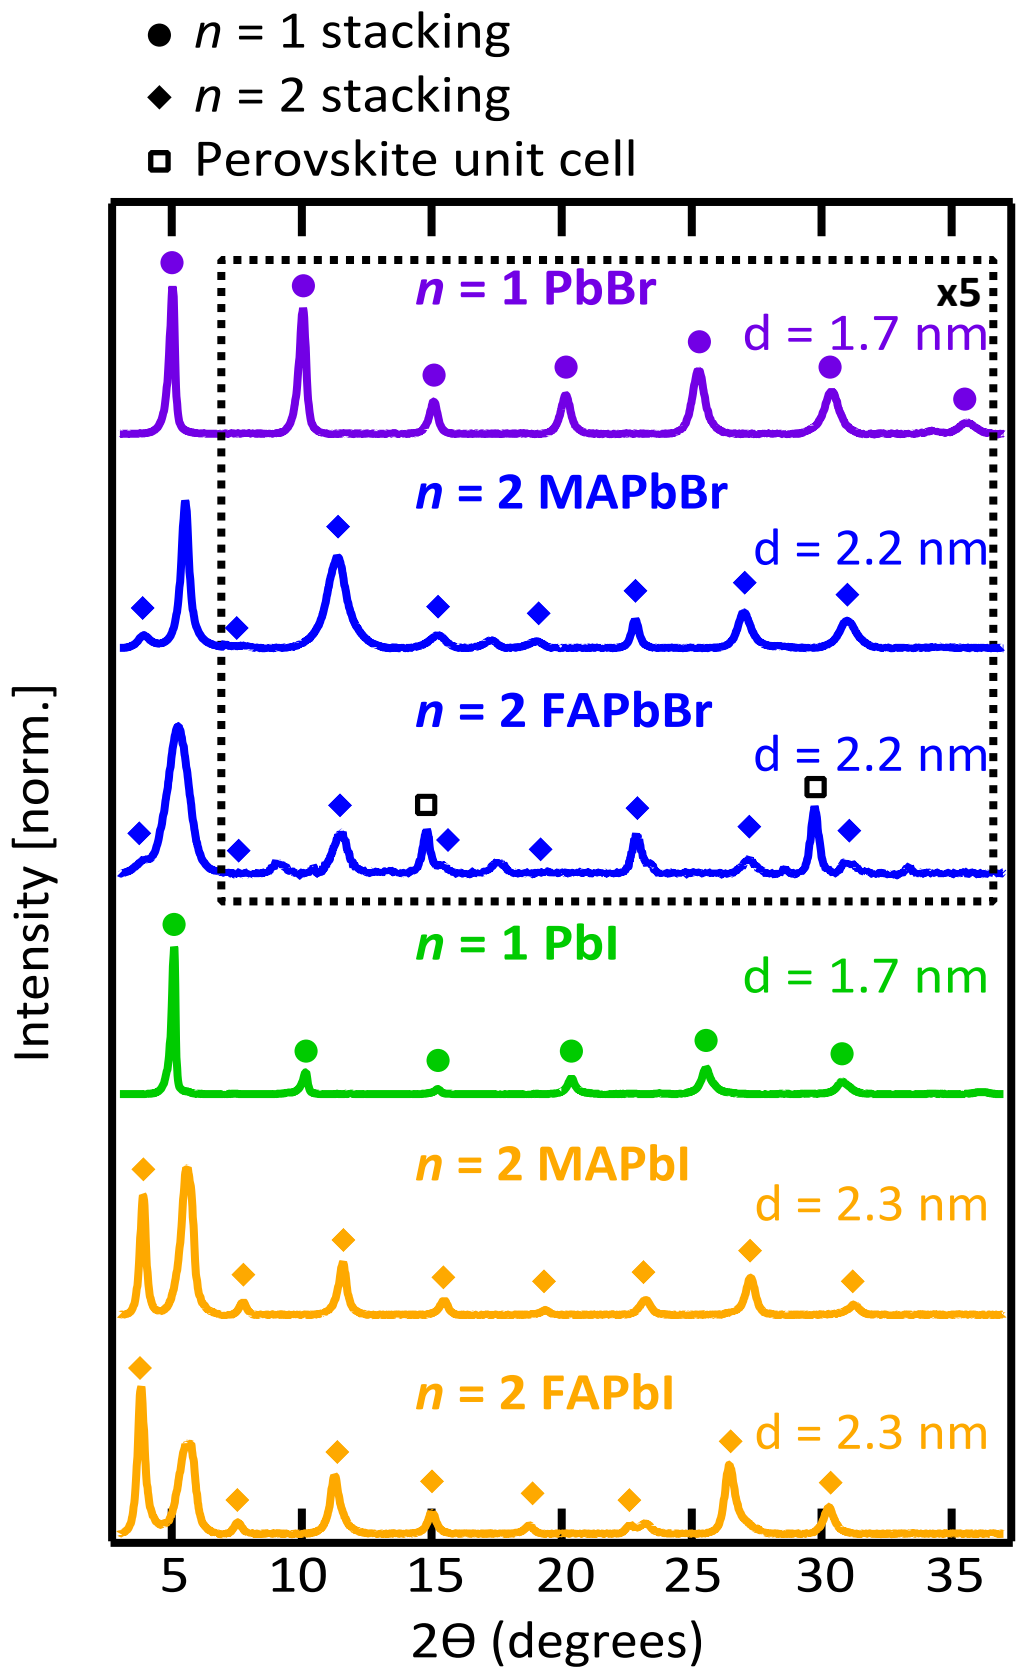 n = 1 stacking
n = 2 stacking
Perovskite unit cell
n = 1 PbBr
x5
d = 1.7 nm
n = 2 MAPbBr
d = 2.2 nm
n = 2 FAPbBr
d = 2.2 nm
n = 1 PbI
d = 1.7 nm
n = 2 MAPbI
d = 2.3 nm
n = 2 FAPbI
d = 2.3 nm
Intensity [norm.]
5 10 15 20 25 30 35
2Θ (degrees)